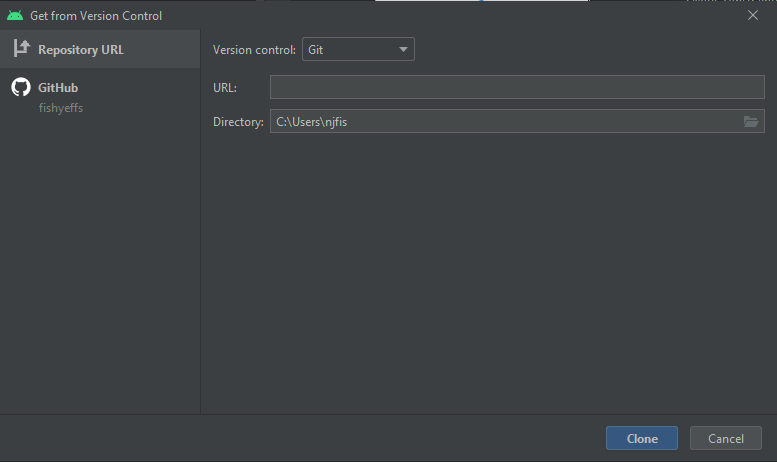 Get from Version Control
Repository URL
GitHub
fishyeffs
Version control: Git
URL:
Directory: C:\Users\njfis
Clone Cancel